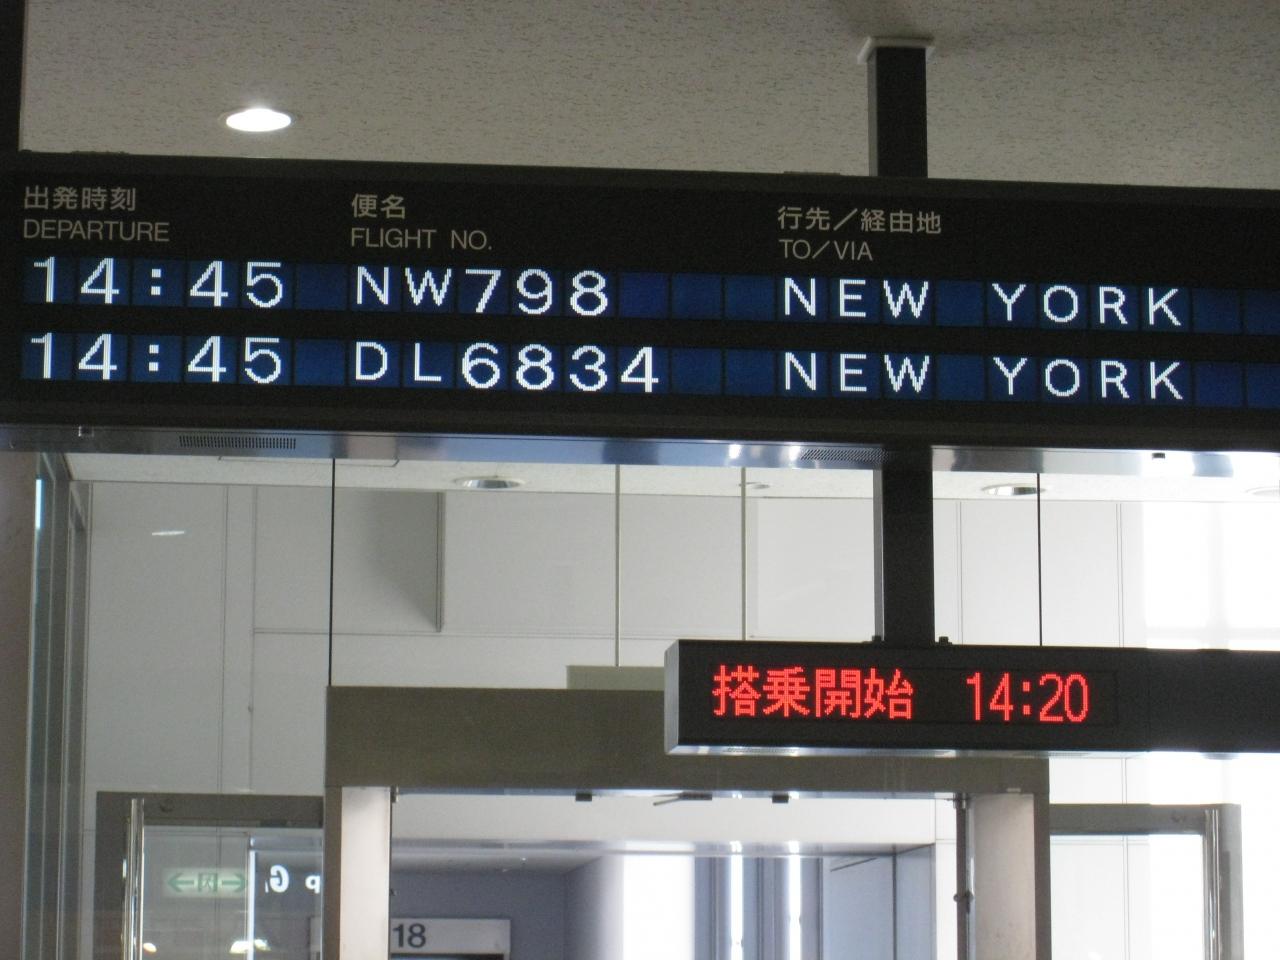 出発時刻 便名 行先／経由地
DEPARTURE FLIGHT NO. TO/VIA
14:45 NW798 NEW YORK
14:45 DL6834 NEW YORK
搭乗開始 14:20
18